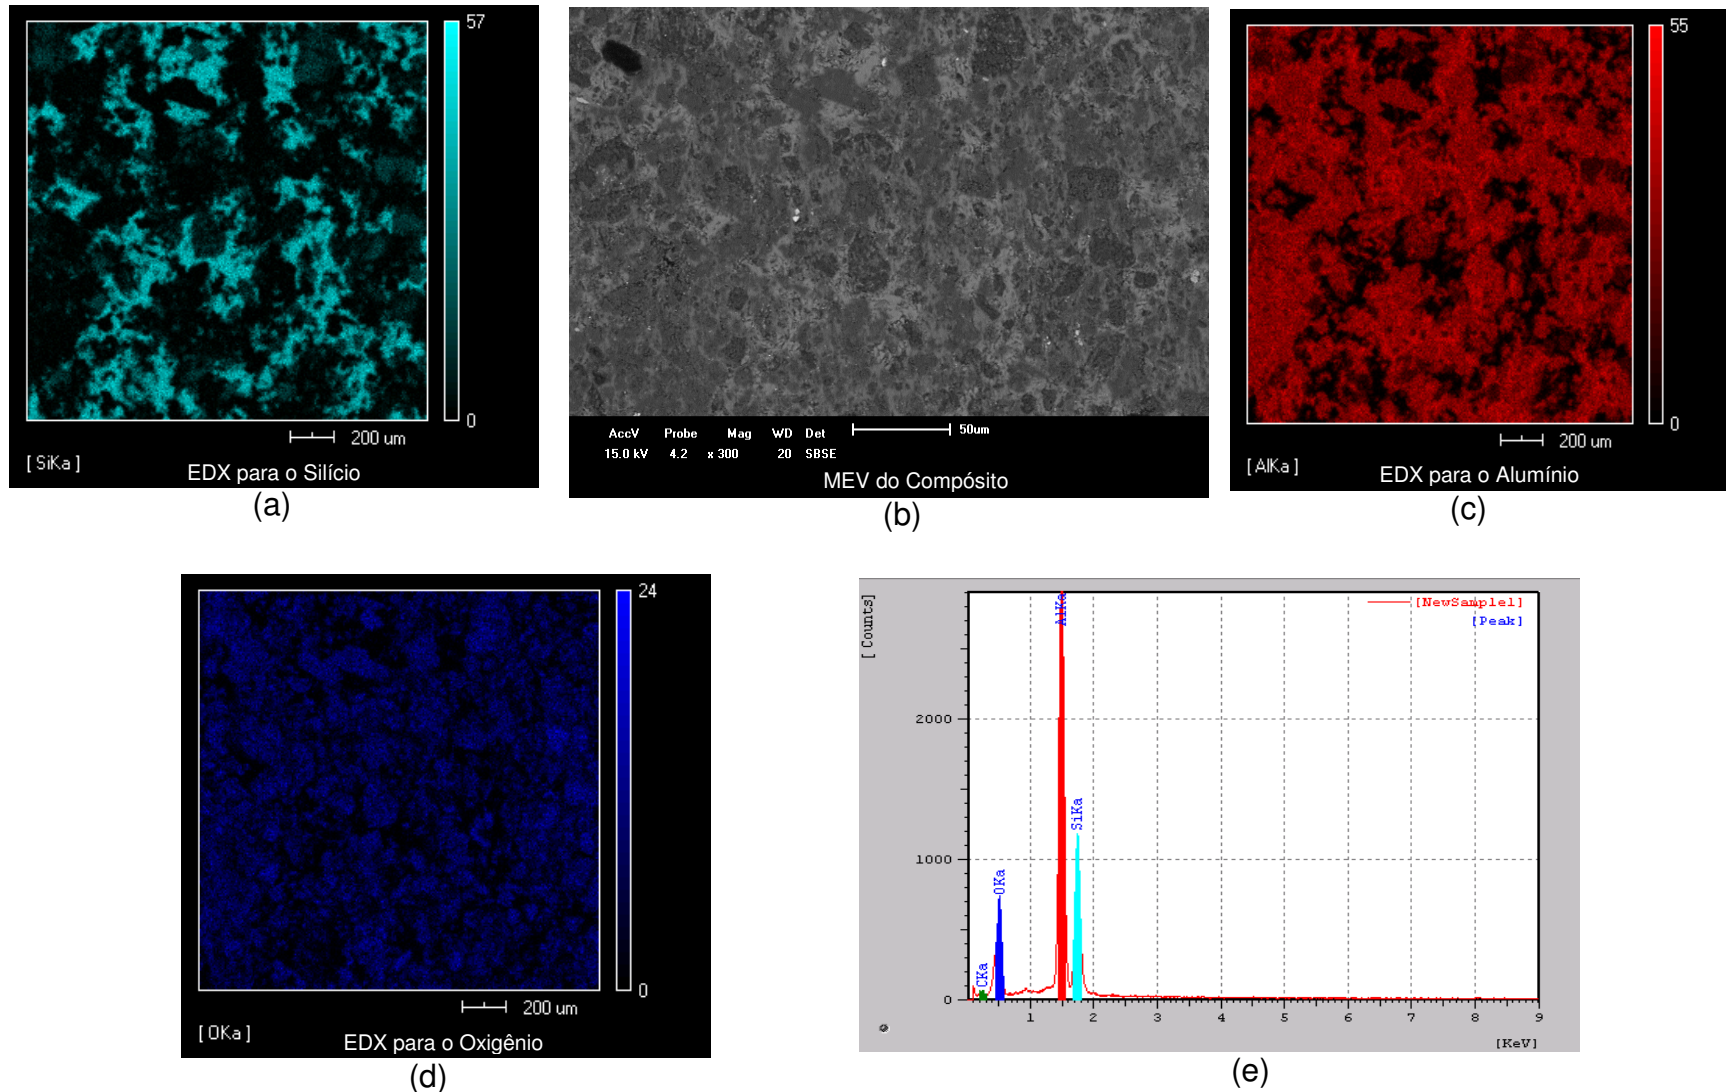 57
0
200 um
[SiKa]
EDX para o Silício
(a)
AccV Probe Mag WD Det
15.0 kV 4.2 x 300 20 SBSE
50um
MEV do Compósito
(b)
55
0
200 um
[AlKa]
EDX para o Alumínio
(c)
24
0
200 um
[OKa]
EDX para o Oxigênio
(d)
[Counts]
[NewSample1]
[Peak]
AlKa
SiKa
OKa
CKa
2000
1000
0
1 2 3 4 5 6 7 8 9
[KeV]
(e)